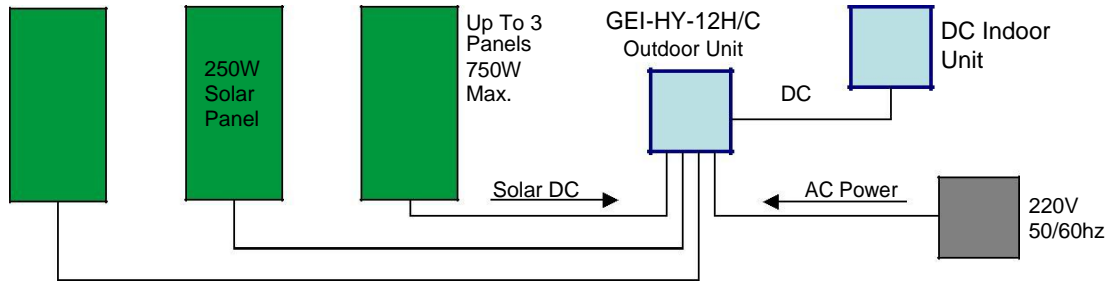 250W
Solar
Panel
Up To 3
Panels
750W
Max.
GEI-HY-12H/C
Outdoor Unit
DC Indoor
Unit
DC
Solar DC
AC Power
220V
50/60hz